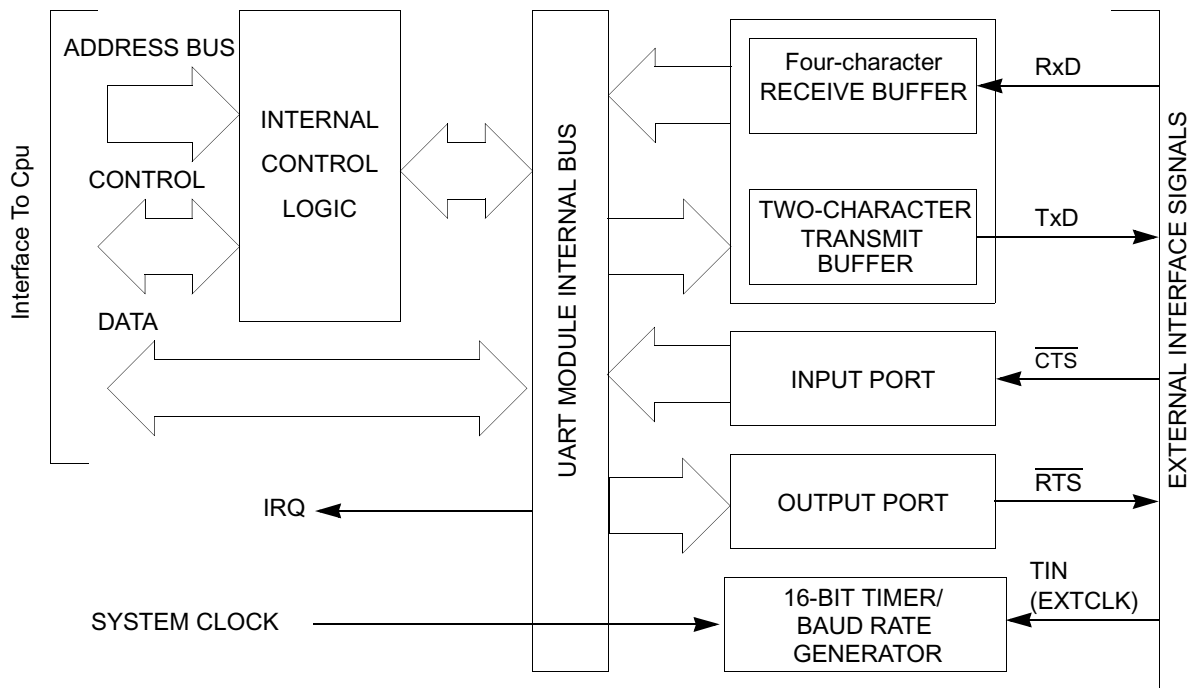 Interface To Cpu
ADDRESS BUS
CONTROL
DATA
INTERNAL
CONTROL
LOGIC
IRQ
SYSTEM CLOCK
UART MODULE INTERNAL BUS
Four-character
RECEIVE BUFFER
TWO-CHARACTER
TRANSMIT
BUFFER
INPUT PORT
OUTPUT PORT
16-BIT TIMER/
BAUD RATE
GENERATOR
RxD
TxD
C̅T̅S̅
R̅T̅S̅
TIN
(EXTCLK)
EXTERNAL INTERFACE SIGNALS